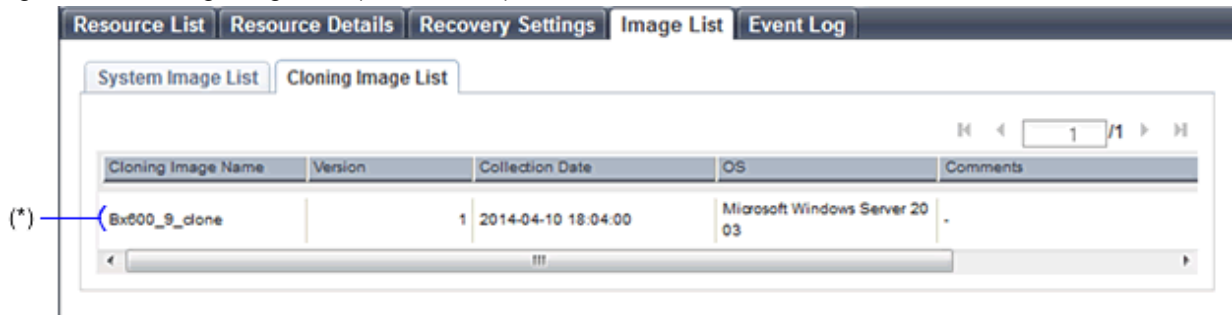 Resource List Resource Details Recovery Settings Image List Event Log
System Image List Cloning Image List
1 /1
Cloning Image Name Version Collection Date OS Comments
(*) Bx600_9_clone 1 2014-04-10 18:04:00 Microsoft Windows Server 20
03 -